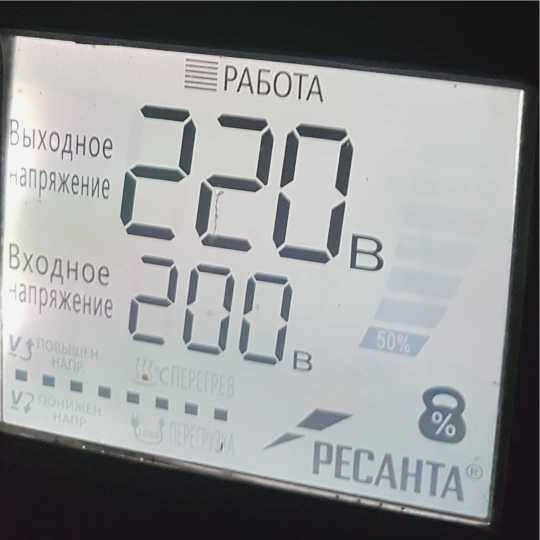 РАБОТА
Выходное
напряжение
220 В
Входное
напряжение
200 В
50%
ПОВЫШЕН
НАПР
°С ПЕРЕГРЕВ
ПОНИЖЕН
НАПР
ПЕРЕГРУЗКА
%
РЕСАНТА®